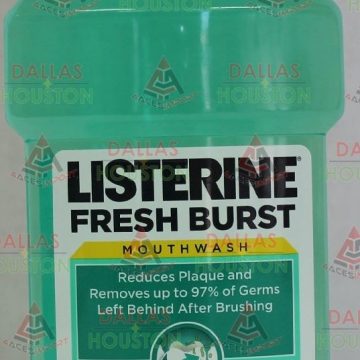 DALLAS
HOUSTON
LISTERINE
FRESH BURST
MOUTHWASH
Reduces Plaque and
Removes up to 97% of Germs
Left Behind After Brushing